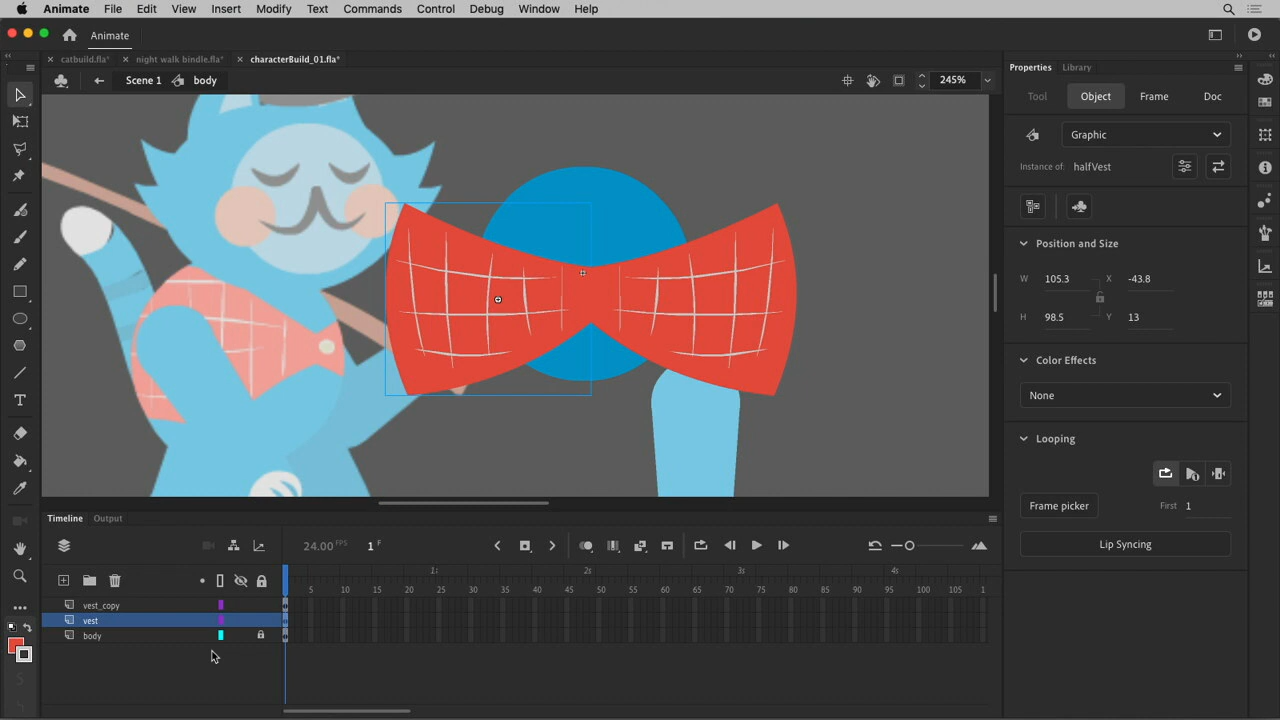 Animate File Edit View Insert Modify Text Commands Control Debug Window Help
Animate
catbuild.fla* night walk bindle.fla* characterBuild_01.fla*
Scene 1 body 245%
Properties Library
Tool Object Frame Doc
Graphic
Instance of: halfVest
Position and Size
W 105.3 X -43.8
H 98.5 Y 13
Color Effects
None
Looping
Frame picker First 1
Lip Syncing
Timeline Output
24.00 FPS 1 F
1s 2s 3s 4s
5 10 15 20 25 30 35 40 45 50 55 60 65 70 75 80 85 90 95 100 105 1
vest_copy
vest
body